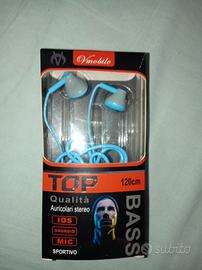 Vmobile
TOP
120cm
Qualità
Auricolari stereo
IOS
ANDROID
MIC
SPORTIVO
BASS
subito